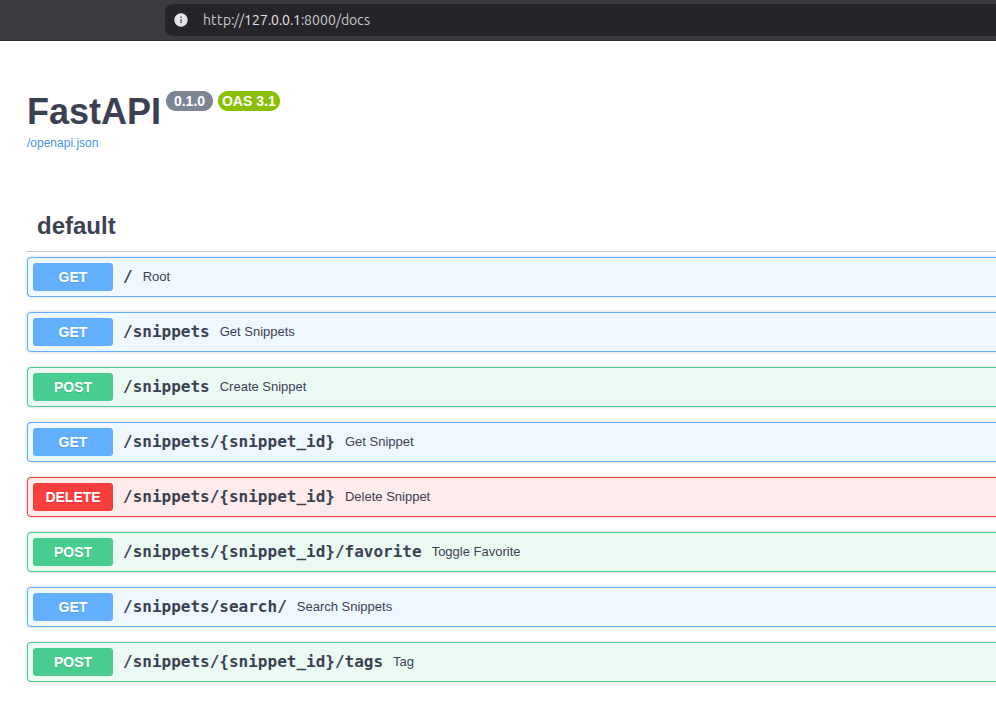 http://127.0.0.1:8000/docs
FastAPI 0.1.0 OAS 3.1
/openapi.json
default
GET / Root
GET /snippets Get Snippets
POST /snippets Create Snippet
GET /snippets/{snippet_id} Get Snippet
DELETE /snippets/{snippet_id} Delete Snippet
POST /snippets/{snippet_id}/favorite Toggle Favorite
GET /snippets/search/ Search Snippets
POST /snippets/{snippet_id}/tags Tag